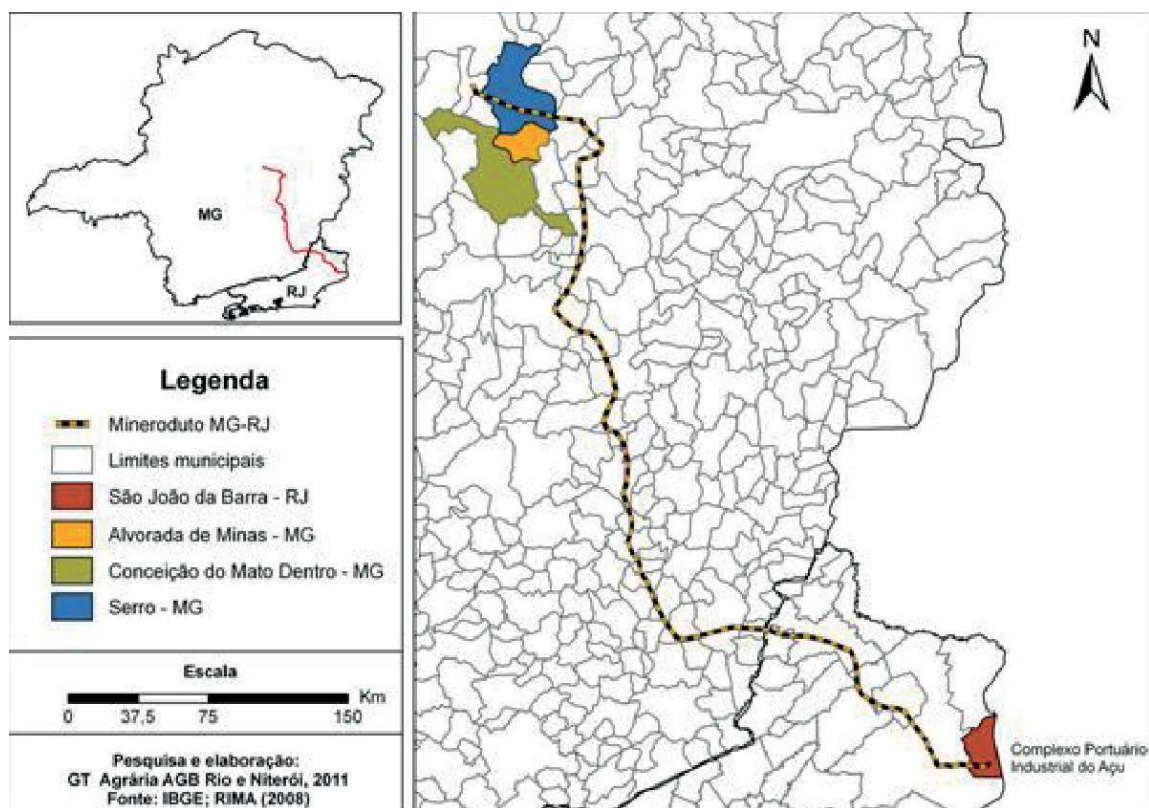 MG
RJ
N
Legenda
Mineroduto MG-RJ
Limites municipais
São João da Barra - RJ
Alvorada de Minas - MG
Conceição do Mato Dentro - MG
Serro - MG
Escala
Km
0 37,5 75 150
Pesquisa e elaboração:
GT Agrária AGB Rio e Niterói, 2011
Fonte: IBGE; RIMA (2008)
Complexo Portuário
Industrial do Açu